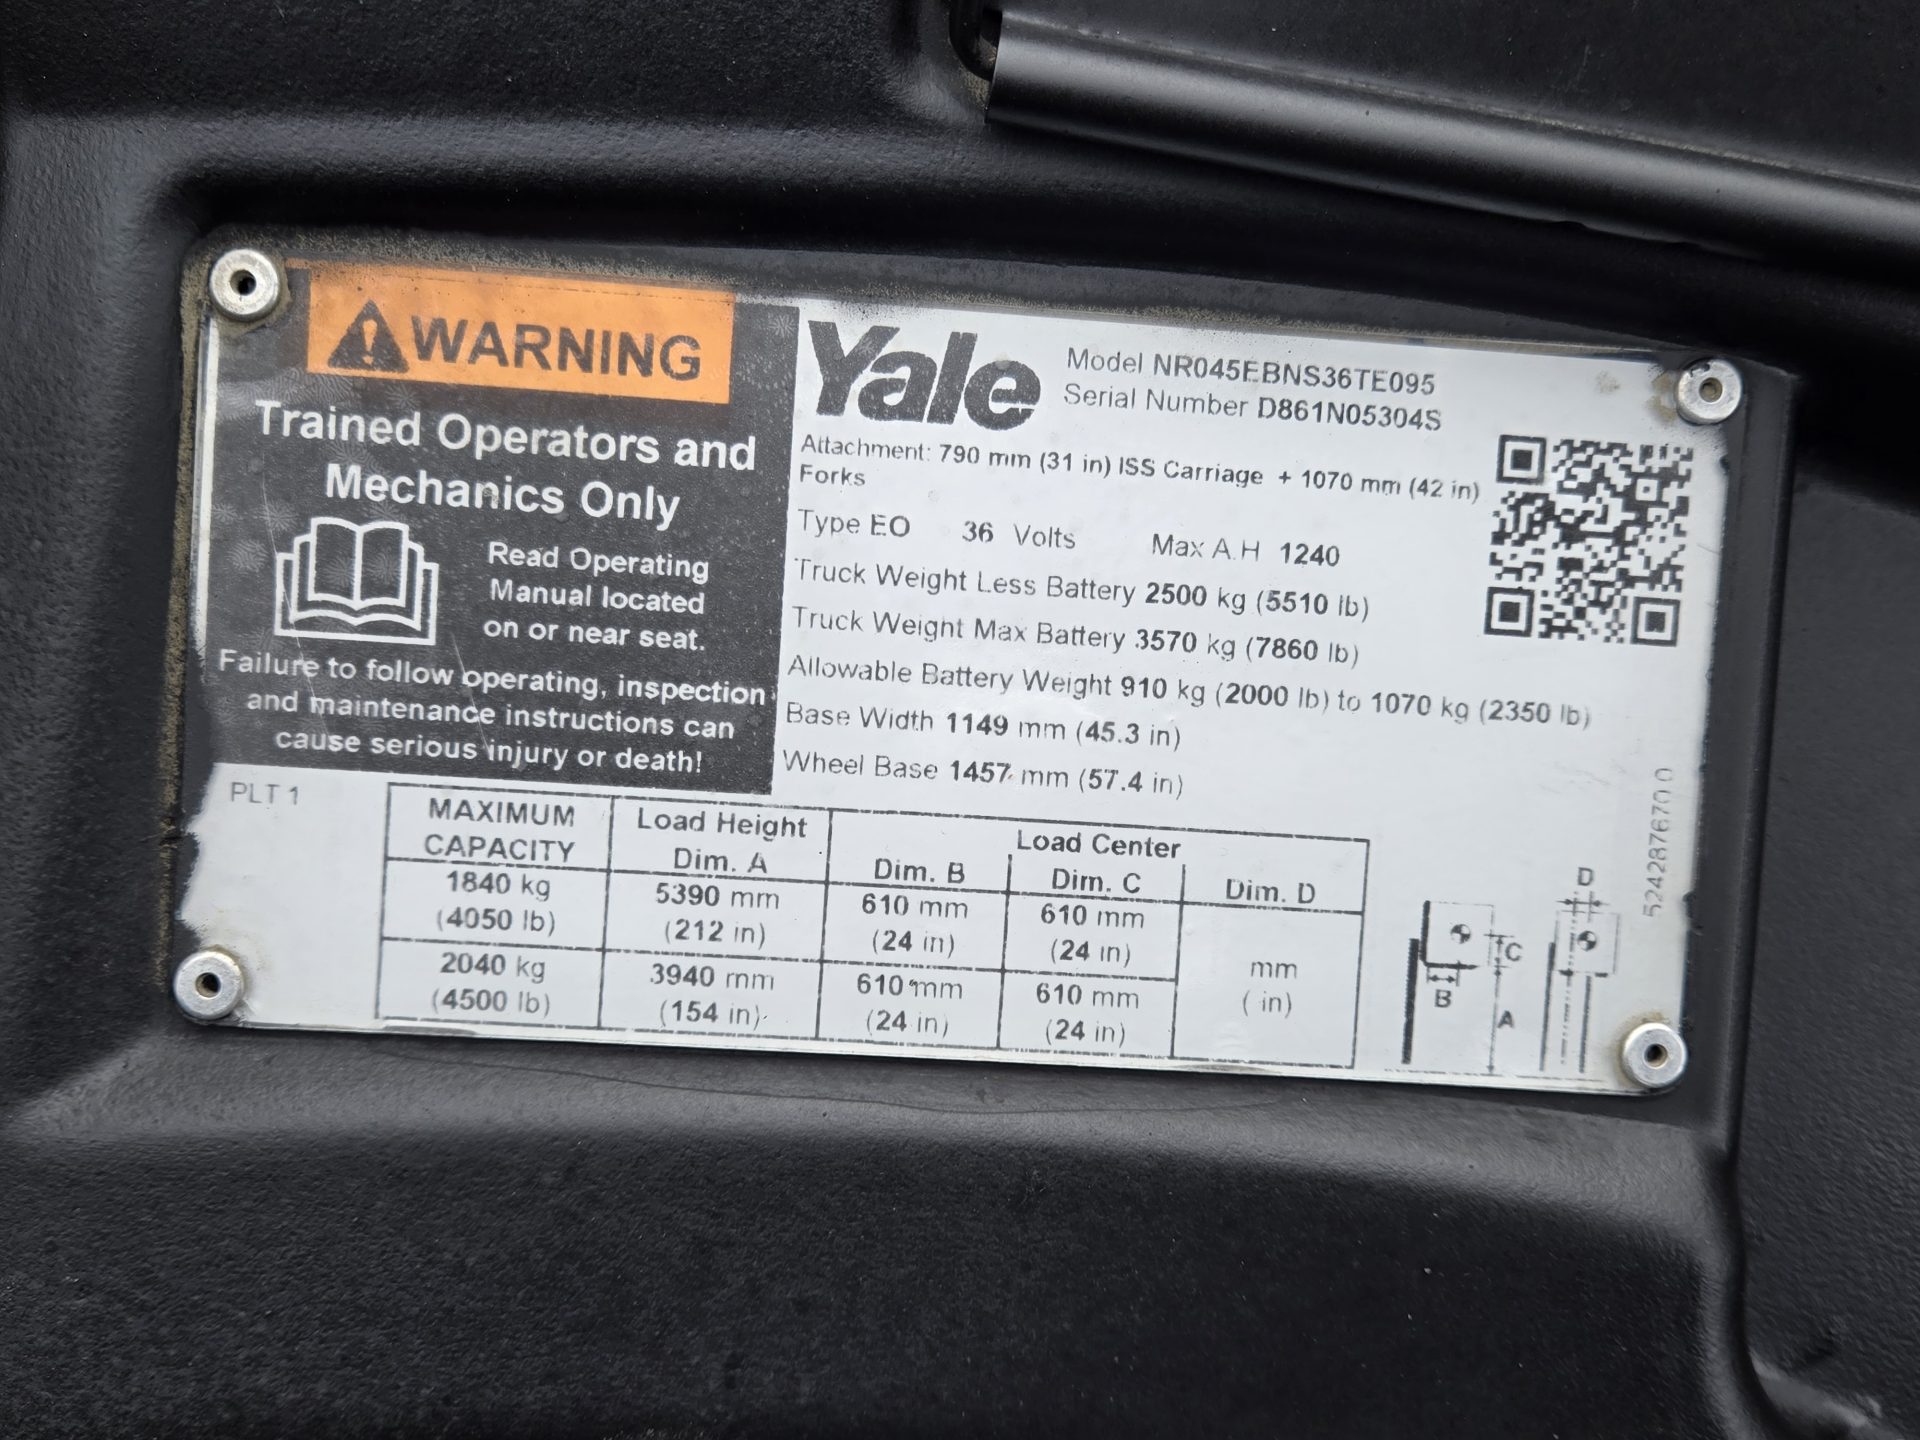 WARNING
Trained Operators and
Mechanics Only
Read Operating
Manual located
on or near seat.
Failure to follow operating, inspection
and maintenance instructions can
cause serious injury or death!
Yale
Model NR045EBNS36TE095
Serial Number D861N05304S
Attachment: 790 mm (31 in) ISS Carriage + 1070 mm (42 in)
Forks
Type EO 36 Volts Max A.H 1240
Truck Weight Less Battery 2500 kg (5510 lb)
Truck Weight Max Battery 3570 kg (7860 lb)
Allowable Battery Weight 910 kg (2000 lb) to 1070 kg (2350 lb)
Base Width 1149 mm (45.3 in)
Wheel Base 1457 mm (57.4 in)
PLT 1
MAXIMUM CAPACITY Load Height Dim. A Load Center
Dim. B Dim. C Dim. D
1840 kg 5390 mm 610 mm 610 mm
(4050 lb) (212 in) (24 in) (24 in)
2040 kg 3940 mm 610 mm 610 mm mm
(4500 lb) (154 in) (24 in) (24 in) ( in)
B C A D
524287670 0